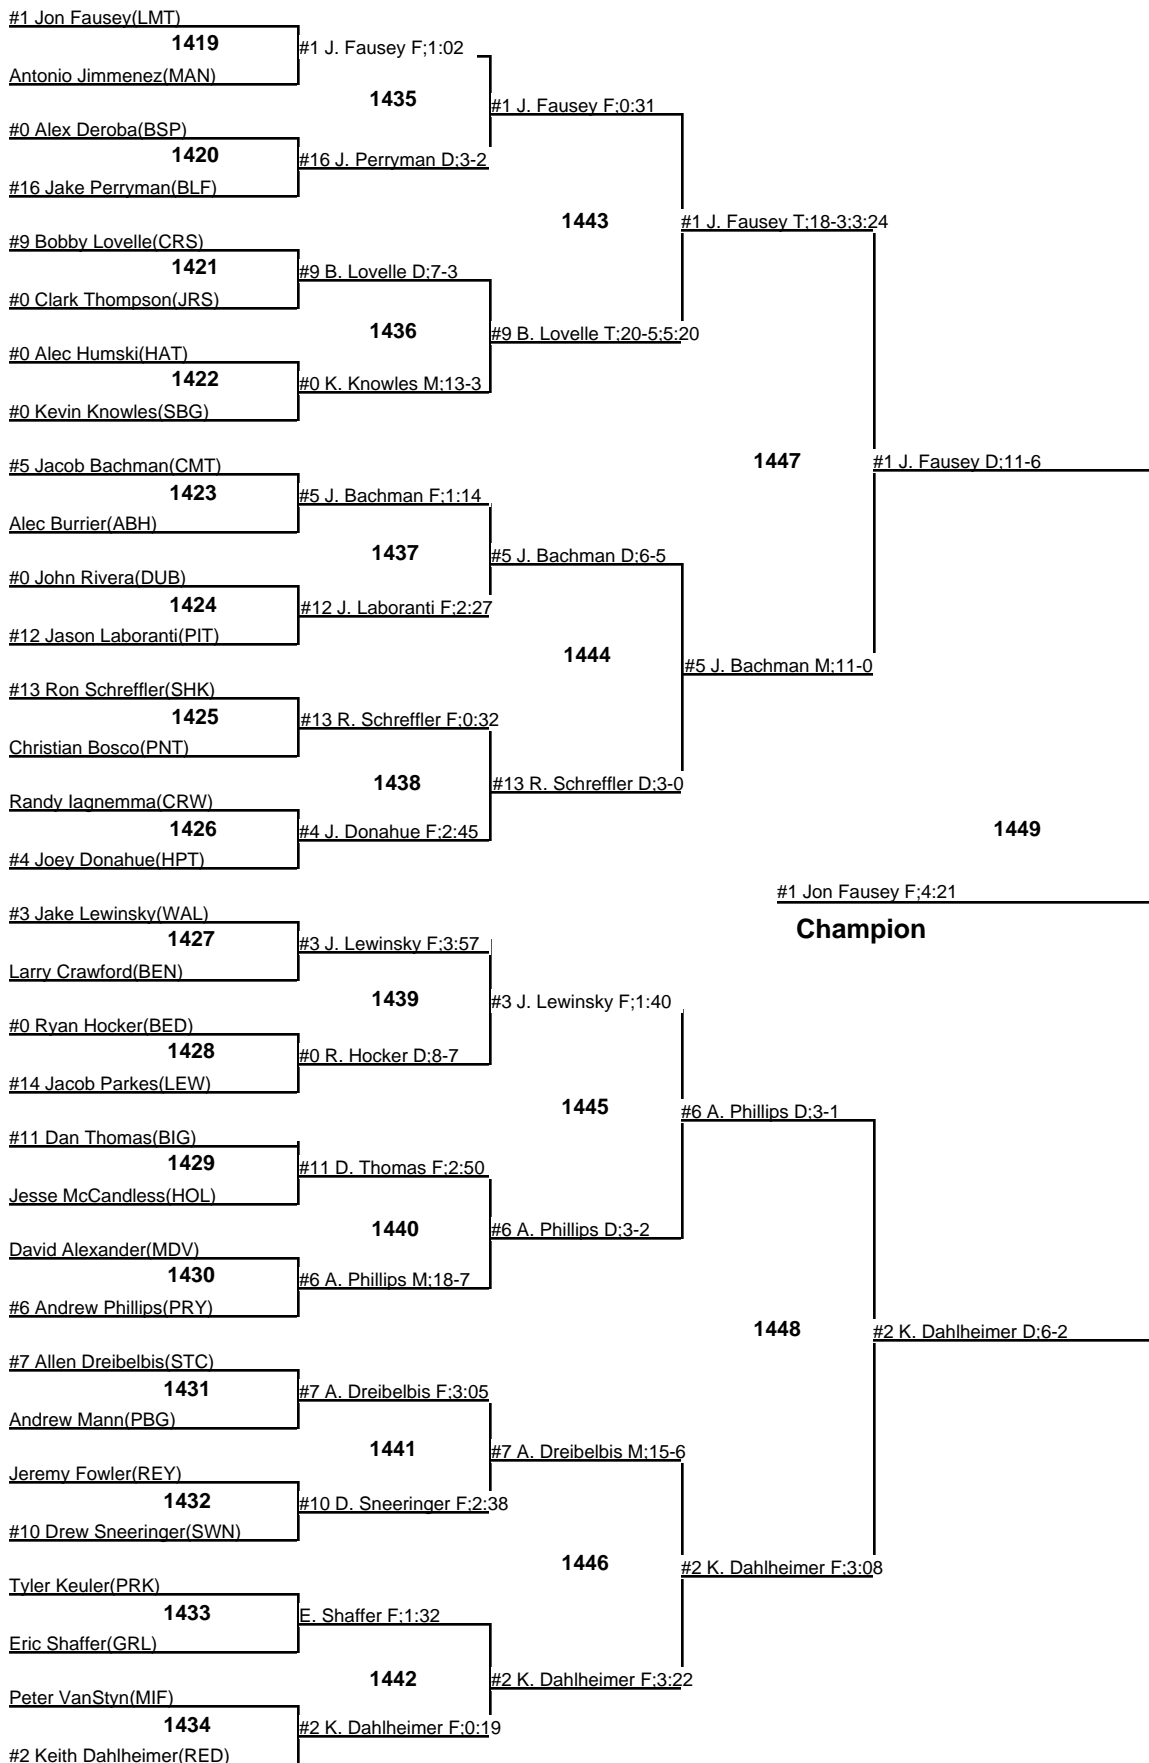 #1 Jon Fausey(LMT)
1419
#1 J. Fausey F;1:02
Antonio Jimmenez(MAN)
1435
#1 J. Fausey F;0:31
#0 Alex Deroba(BSP)
1420
#16 J. Perryman D;3-2
#16 Jake Perryman(BLF)
1443
#1 J. Fausey T;18-3;3:24
#9 Bobby Lovelle(CRS)
1421
#9 B. Lovelle D;7-3
#0 Clark Thompson(JRS)
1436
#9 B. Lovelle T;20-5;5:20
#0 Alec Humski(HAT)
1422
#0 K. Knowles M;13-3
#0 Kevin Knowles(SBG)
1447
#1 J. Fausey D;11-6
#5 Jacob Bachman(CMT)
1423
#5 J. Bachman F;1:14
Alec Burrier(ABH)
1437
#5 J. Bachman D;6-5
#0 John Rivera(DUB)
1424
#12 J. Laboranti F;2:27
#12 Jason Laboranti(PIT)
1444
#5 J. Bachman M;11-0
#13 Ron Schreffler(SHK)
1425
#13 R. Schreffler F;0:32
Christian Bosco(PNT)
1438
#13 R. Schreffler D;3-0
Randy Iagnemma(CRW)
1426
#4 J. Donahue F;2:45
#4 Joey Donahue(HPT)
1449
#1 Jon Fausey F;4:21
Champion
#3 Jake Lewinsky(WAL)
1427
#3 J. Lewinsky F;3:57
Larry Crawford(BEN)
1439
#3 J. Lewinsky F;1:40
#0 Ryan Hocker(BED)
1428
#0 R. Hocker D;8-7
#14 Jacob Parkes(LEW)
1445
#6 A. Phillips D;3-1
#11 Dan Thomas(BIG)
1429
#11 D. Thomas F;2:50
Jesse McCandless(HOL)
1440
#6 A. Phillips D;3-2
David Alexander(MDV)
1430
#6 A. Phillips M;18-7
#6 Andrew Phillips(PRY)
1448
#2 K. Dahlheimer D;6-2
#7 Allen Dreibelbis(STC)
1431
#7 A. Dreibelbis F;3:05
Andrew Mann(PBG)
1441
#7 A. Dreibelbis M;15-6
Jeremy Fowler(REY)
1432
#10 D. Sneeringer F;2:38
#10 Drew Sneeringer(SWN)
1446
#2 K. Dahlheimer F;3:08
Tyler Keuler(PRK)
1433
E. Shaffer F;1:32
Eric Shaffer(GRL)
1442
#2 K. Dahlheimer F;3:22
Peter VanStyn(MIF)
1434
#2 K. Dahlheimer F;0:19
#2 Keith Dahlheimer(RED)